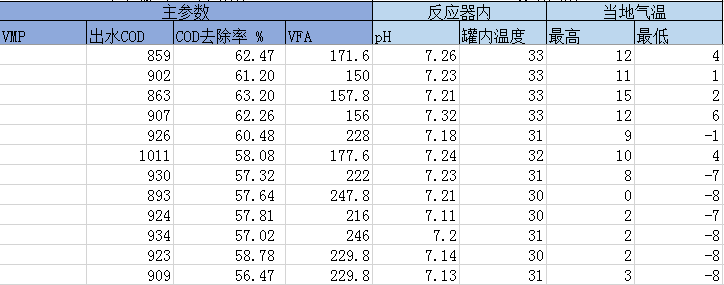 主参数 反应器内 当地气温
VMP 出水COD COD去除率 % VFA pH 罐内温度 最高 最低
859 62.47 171.6 7.26 33 12 4
902 61.20 150 7.23 33 11 1
863 63.20 157.8 7.21 33 15 2
907 62.26 156 7.32 33 12 6
926 60.48 228 7.18 31 9 -1
1011 58.08 177.6 7.24 32 10 4
930 57.32 222 7.23 31 8 -7
893 57.64 247.8 7.21 30 0 -8
924 57.81 216 7.11 30 2 -7
934 57.02 246 7.2 31 2 -8
923 58.78 229.8 7.14 30 2 -8
909 56.47 229.8 7.13 31 3 -8